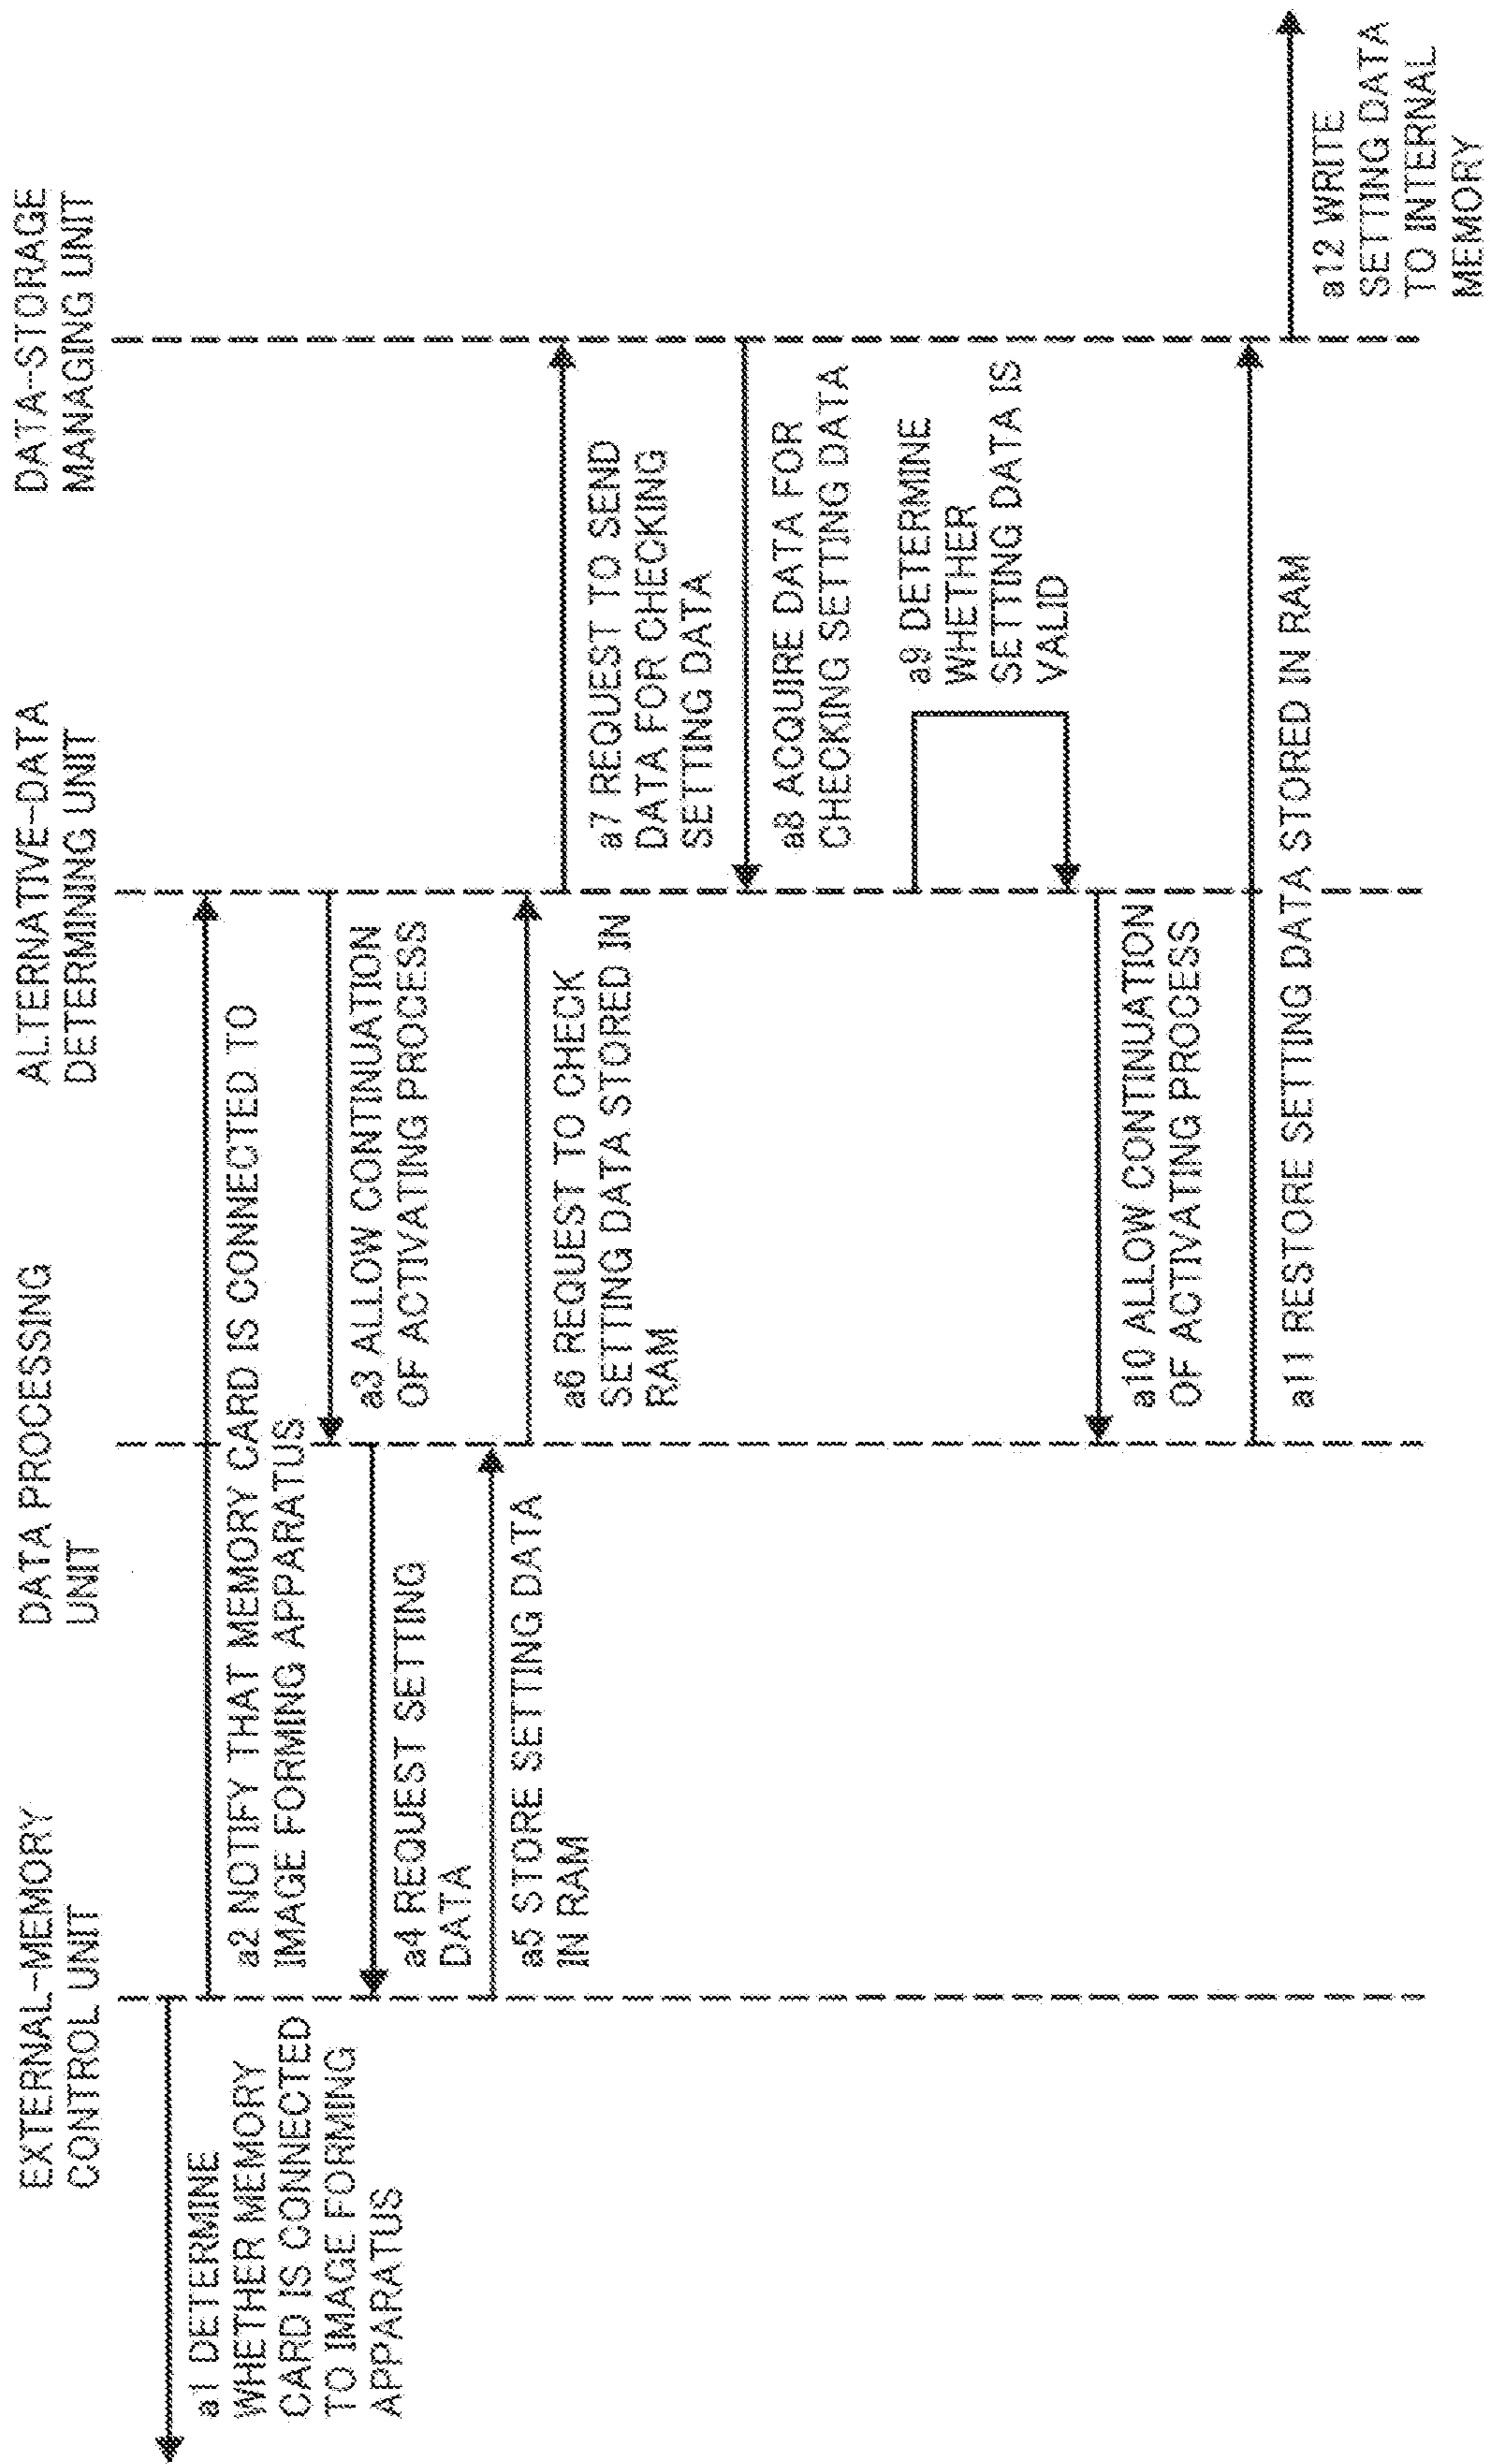 EXTERNAL-MEMORY
CONTROL UNIT
DATA PROCESSING
UNIT
ALTERNATIVE-DATA
DETERMINING UNIT
DATA-STORAGE
MANAGING UNIT
a1 DETERMINE
WHETHER MEMORY
CARD IS CONNECTED
TO IMAGE FORMING
APPARATUS
a2 NOTIFY THAT MEMORY CARD IS CONNECTED TO
IMAGE FORMING APPARATUS
a3 ALLOW CONTINUATION
OF ACTIVATING PROCESS
a4 REQUEST SETTING
DATA
a5 STORE SETTING DATA
IN RAM
a6 REQUEST TO CHECK
SETTING DATA STORED IN
RAM
a7 REQUEST TO SEND
DATA FOR CHECKING
SETTING DATA
a8 ACQUIRE DATA FOR
CHECKING SETTING DATA
a9 DETERMINE
WHETHER
SETTING DATA IS
VALID
a10 ALLOW CONTINUATION
OF ACTIVATING PROCESS
a11 RESTORE SETTING DATA STORED IN RAM
a12 WRITE
SETTING DATA
TO INTERNAL
MEMORY